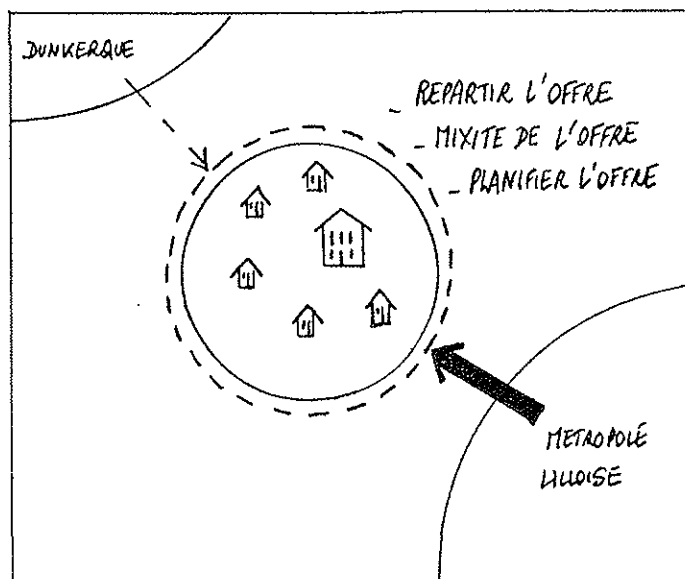 DUNKERQUE
- REPARTIR L'OFFRE
- MIXITE DE L'OFFRE
- PLANIFIER L'OFFRE
METROPOLE
LILLOISE